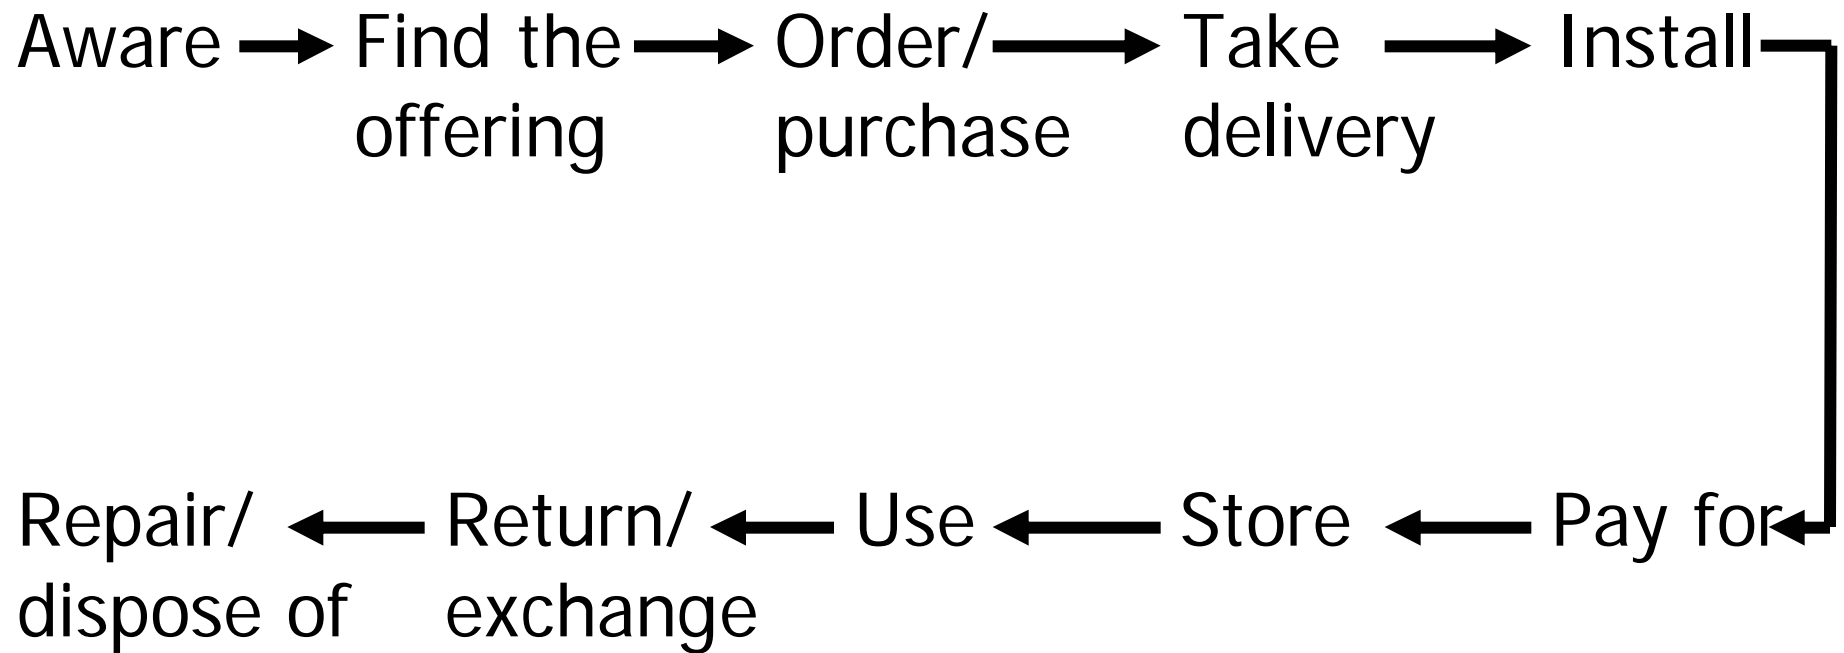 Aware
Find the
offering
Order/
purchase
Take
delivery
Install
Repair/
dispose of
Return/
exchange
Use
Store
Pay for